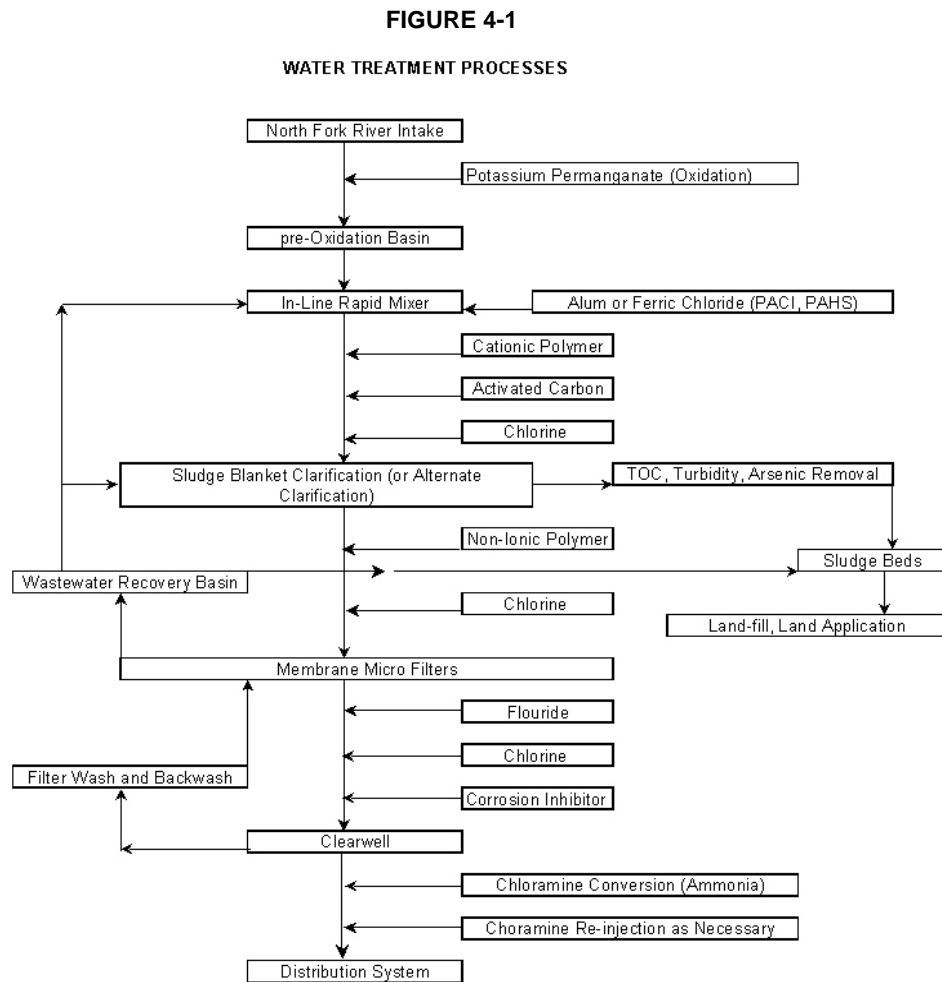 FIGURE 4-1
WATER TREATMENT PROCESSES
North Fork River Intake
Potassium Permanganate (Oxidation)
pre-Oxidation Basin
In-Line Rapid Mixer
Alum or Ferric Chloride (PACI, PAHS)
Cationic Polymer
Activated Carbon
Chlorine
Sludge Blanket Clarification (or Alternate
Clarification)
TOC, Turbidity, Arsenic Removal
Non-Ionic Polymer
Sludge Beds
Wastewater Recovery Basin
Chlorine
Land-fill, Land Application
Membrane Micro Filters
Flouride
Chlorine
Filter Wash and Backwash
Corrosion Inhibitor
Clearwell
Chloramine Conversion (Ammonia)
Choramine Re-injection as Necessary
Distribution System